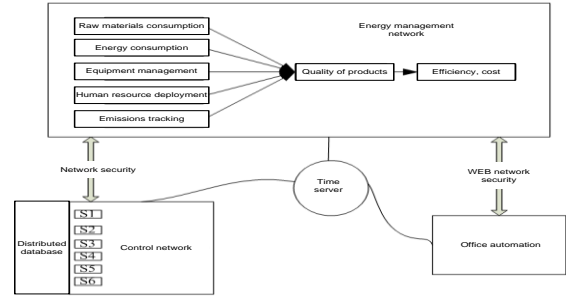 Raw materials consumption
Energy consumption
Equipment management
Human resource deployment
Emissions tracking
Energy management
network
Quality of products
Efficiency, cost
Network security
Time
server
WEB network
security
Distributed
database
S1
S2
S3
S4
S5
S6
Control network
Office automation